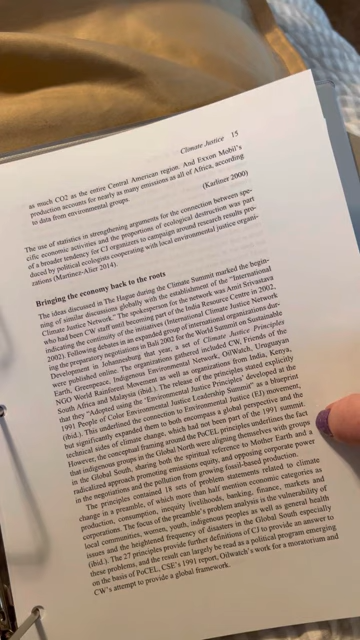 Climate Justice 15
as much CO2 as the entire Central American region. And Exxon Mobil's
production accounts for nearly as many emissions as all of Africa, according
to data from environmental groups.
(Karliner 2000)
The use of statistics in strengthening arguments for the connection between spe-
cific economic activities and the proportions of ecological destruction was part
of a broader tendency for CJ organizers to campaign around research results pro-
duced by political ecologists cooperating with local environmental justice organi-
zations (Martinez-Alier 2014).
Bringing the economy back to the roots
The ideas discussed in The Hague during the Climate Summit marked the begin-
ning of similar discussions globally with the establishment of the "International
Climate Justice Network." The spokesperson for the network was Amit Srivastava
who had been CW staff until becoming part of the India Resource Centre in 2002,
indicating the continuity of the initiatives (International Climate Justice Network
2002). Following debates in an expanded group of international organizations dur-
ing the preparatory negotiations in Bali 2002 for the World Summit on Sustainable
Development in Johannesburg that year, a set of Climate Justice Principles
were published online. The organizations gathered included CW, Friends of the
Earth, Greenpeace, Indigenous Environmental Network, OilWatch, Uruguayan
NGO World Rainforest Movement as well as organizations from India, Kenya,
South Africa and Malaysia (ibid.). The release of the principles stated explicitly
that they "Adopted using the 'Environmental Justice Principles' developed at the
1991 People of Color Environmental Justice Leadership Summit" as a blueprint
(ibid.). This underlined the connection to Environmental Justice (EJ) movement,
but significantly expanded them to both encompass a global perspective and the
technical sides of climate change, which had not been part of the 1991 summit.
However, the conceptual framing around the PoCEL principles underlines the fact
that indigenous groups in the Global North were aligning themselves with groups
in the Global South, sharing both the spiritual reference to Mother Earth and a
radicalized approach promoting emissions equity, and opposing corporate power
in the negotiations and the pollution from growing fossil-based production.
The principles contained 18 sets of problem statements related to climate
change in a preamble, of which more than half mention economic categories as
production, consumption, inequity livelihoods, banking, finance, markets and
corporations. The focus of the preamble's problem analysis is the vulnerability of
local communities, women, youth, indigenous peoples as well as general health
issues and the heightened frequency of disasters in the Global South especially
(ibid.). The 27 principles provide further definitions of CJ to provide an answer to
these problems, and the result can largely be read as a political program emerging
on the basis of PoCEL, CSE's 1991 report, Oilwatch's work for a moratorium and
CW's attempt to provide a global framework.